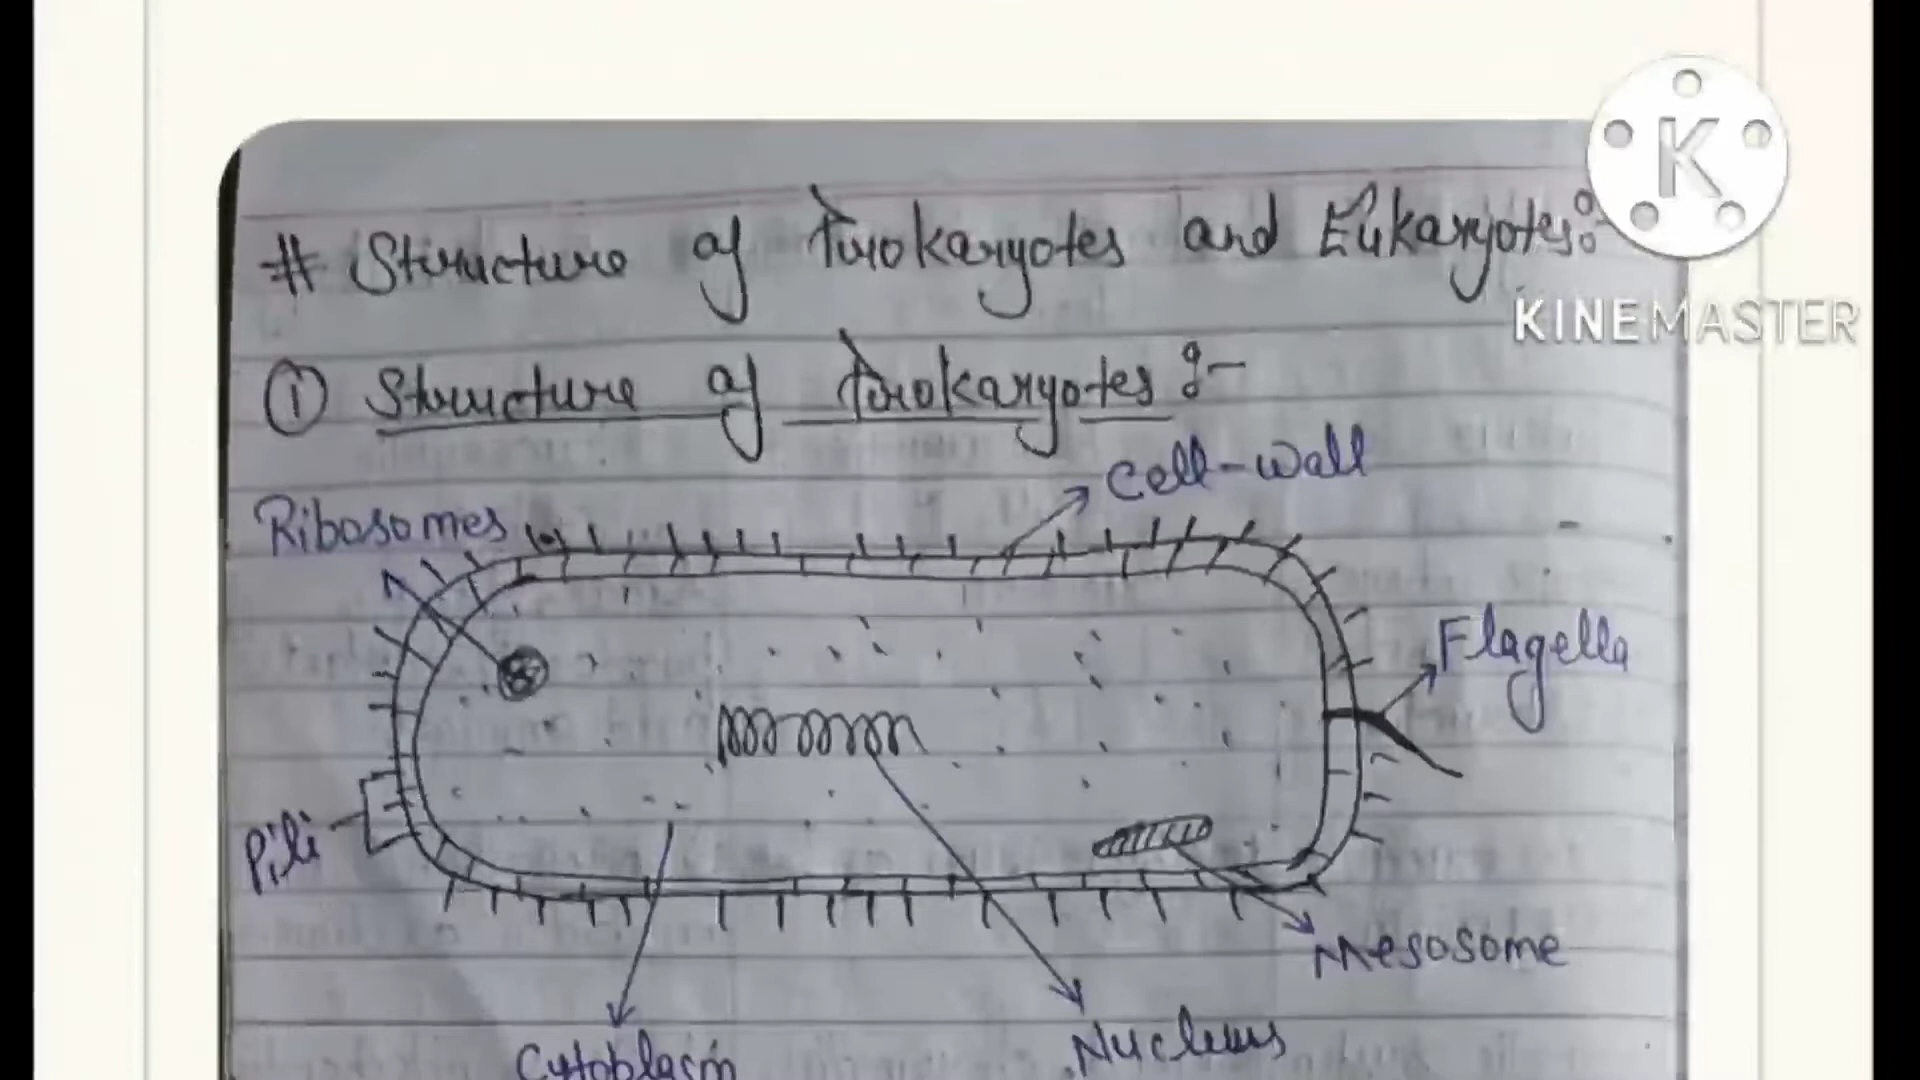 # Structure of Prokaryotes and Eukaryotes:-
① Structure of Prokaryotes :-
Cell-wall
Ribosomes
Flagella
Pili
Mesosome
Cytoplasm
Nucleus
K
KINEMASTER